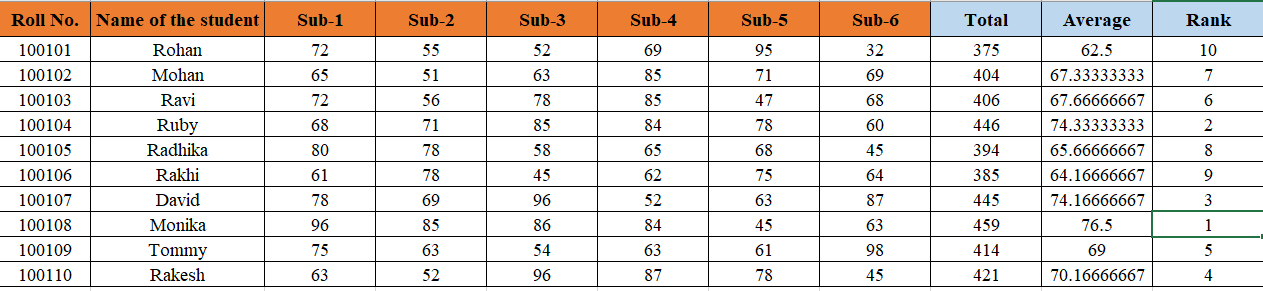 Roll No. Name of the student Sub-1 Sub-2 Sub-3 Sub-4 Sub-5 Sub-6 Total Average Rank
100101 Rohan 72 55 52 69 95 32 375 62.5 10
100102 Mohan 65 51 63 85 71 69 404 67.33333333 7
100103 Ravi 72 56 78 85 47 68 406 67.66666667 6
100104 Ruby 68 71 85 84 78 60 446 74.33333333 2
100105 Radhika 80 78 58 65 68 45 394 65.66666667 8
100106 Rakhi 61 78 45 62 75 64 385 64.16666667 9
100107 David 78 69 96 52 63 87 445 74.16666667 3
100108 Monika 96 85 86 84 45 63 459 76.5 1
100109 Tommy 75 63 54 63 61 98 414 69 5
100110 Rakesh 63 52 96 87 78 45 421 70.16666667 4